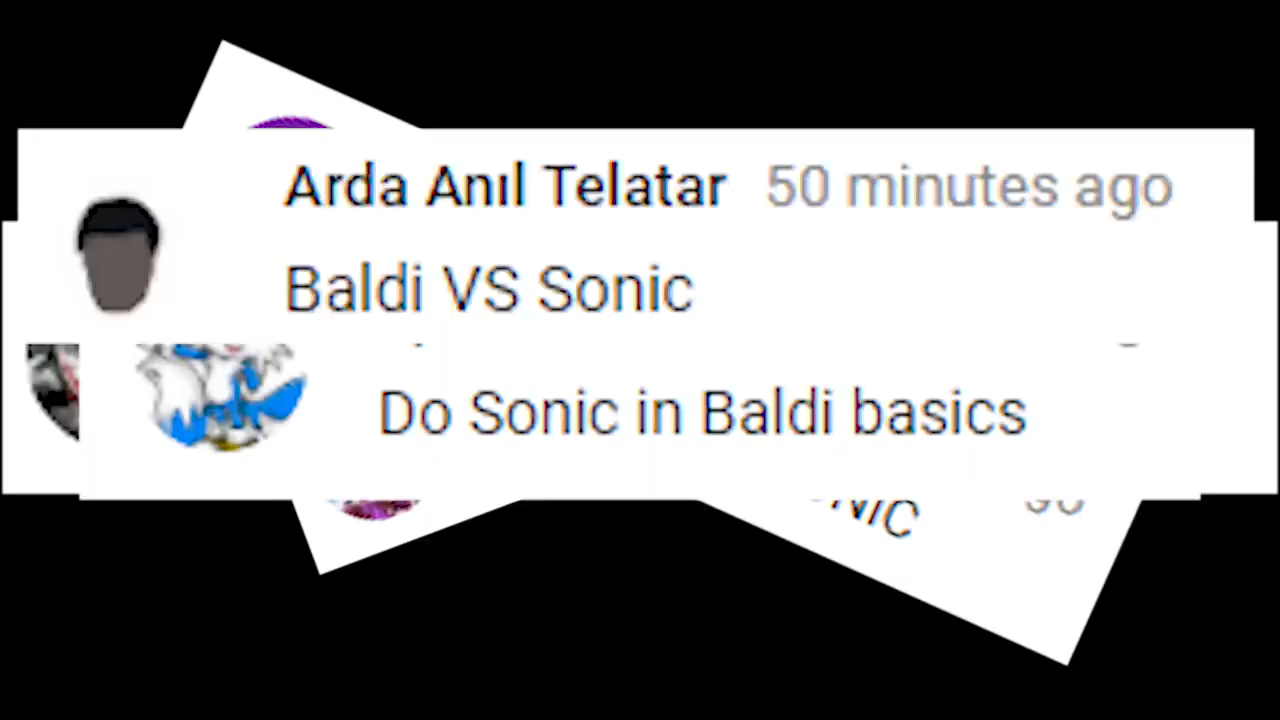 Arda Anıl Telatar 50 minutes ago
Baldi VS Sonic
Do Sonic in Baldi basics